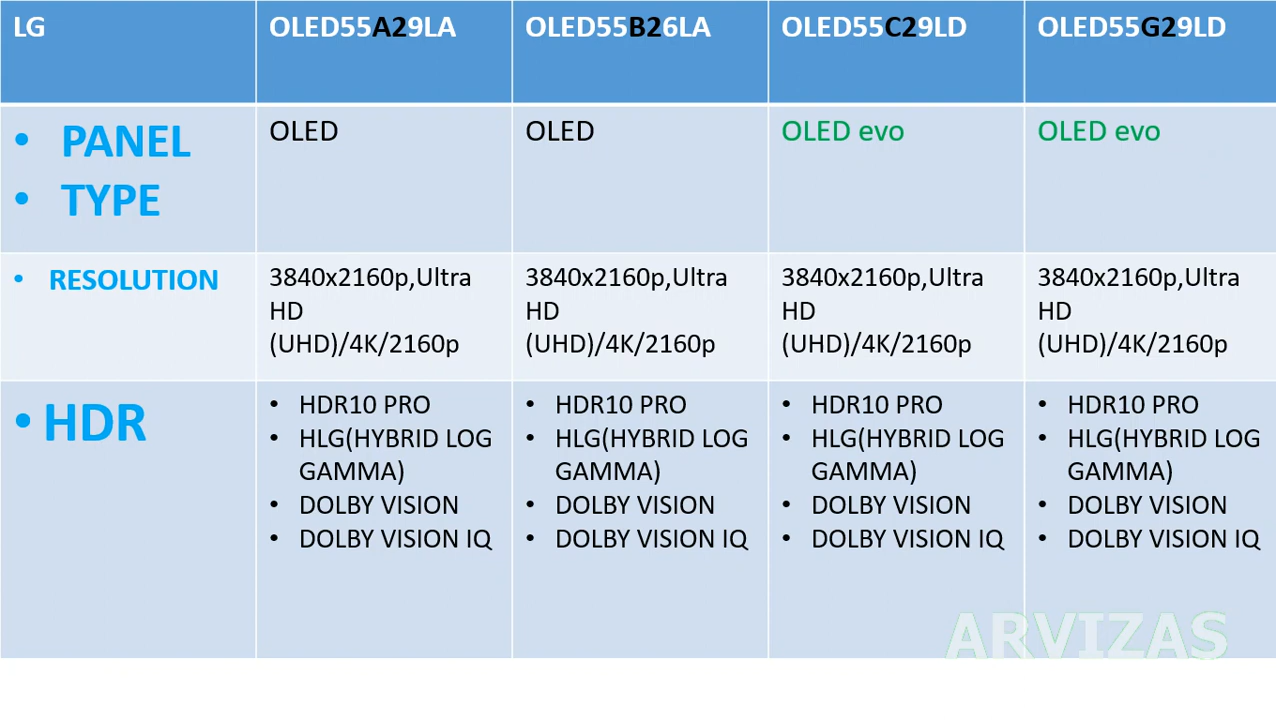 LG
OLED55A29LA
OLED55B26LA
OLED55C29LD
OLED55G29LD
• PANEL
• TYPE
OLED
OLED
OLED evo
OLED evo
• RESOLUTION
3840x2160p,Ultra
HD
(UHD)/4K/2160p
3840x2160p,Ultra
HD
(UHD)/4K/2160p
3840x2160p,Ultra
HD
(UHD)/4K/2160p
3840x2160p,Ultra
HD
(UHD)/4K/2160p
• HDR
• HDR10 PRO
• HLG(HYBRID LOG
GAMMA)
• DOLBY VISION
• DOLBY VISION IQ
• HDR10 PRO
• HLG(HYBRID LOG
GAMMA)
• DOLBY VISION
• DOLBY VISION IQ
• HDR10 PRO
• HLG(HYBRID LOG
GAMMA)
• DOLBY VISION
• DOLBY VISION IQ
• HDR10 PRO
• HLG(HYBRID LOG
GAMMA)
• DOLBY VISION
• DOLBY VISION IQ
ARVIZAS